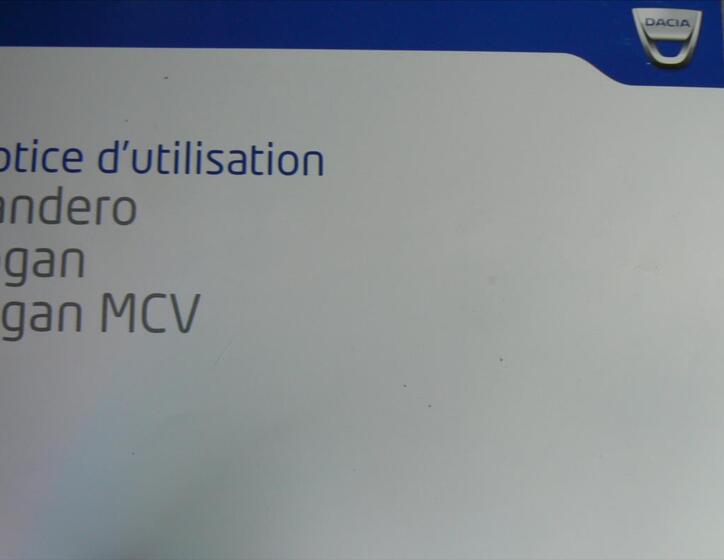 DACIA
otice d'utilisation
andero
gan
gan MCV